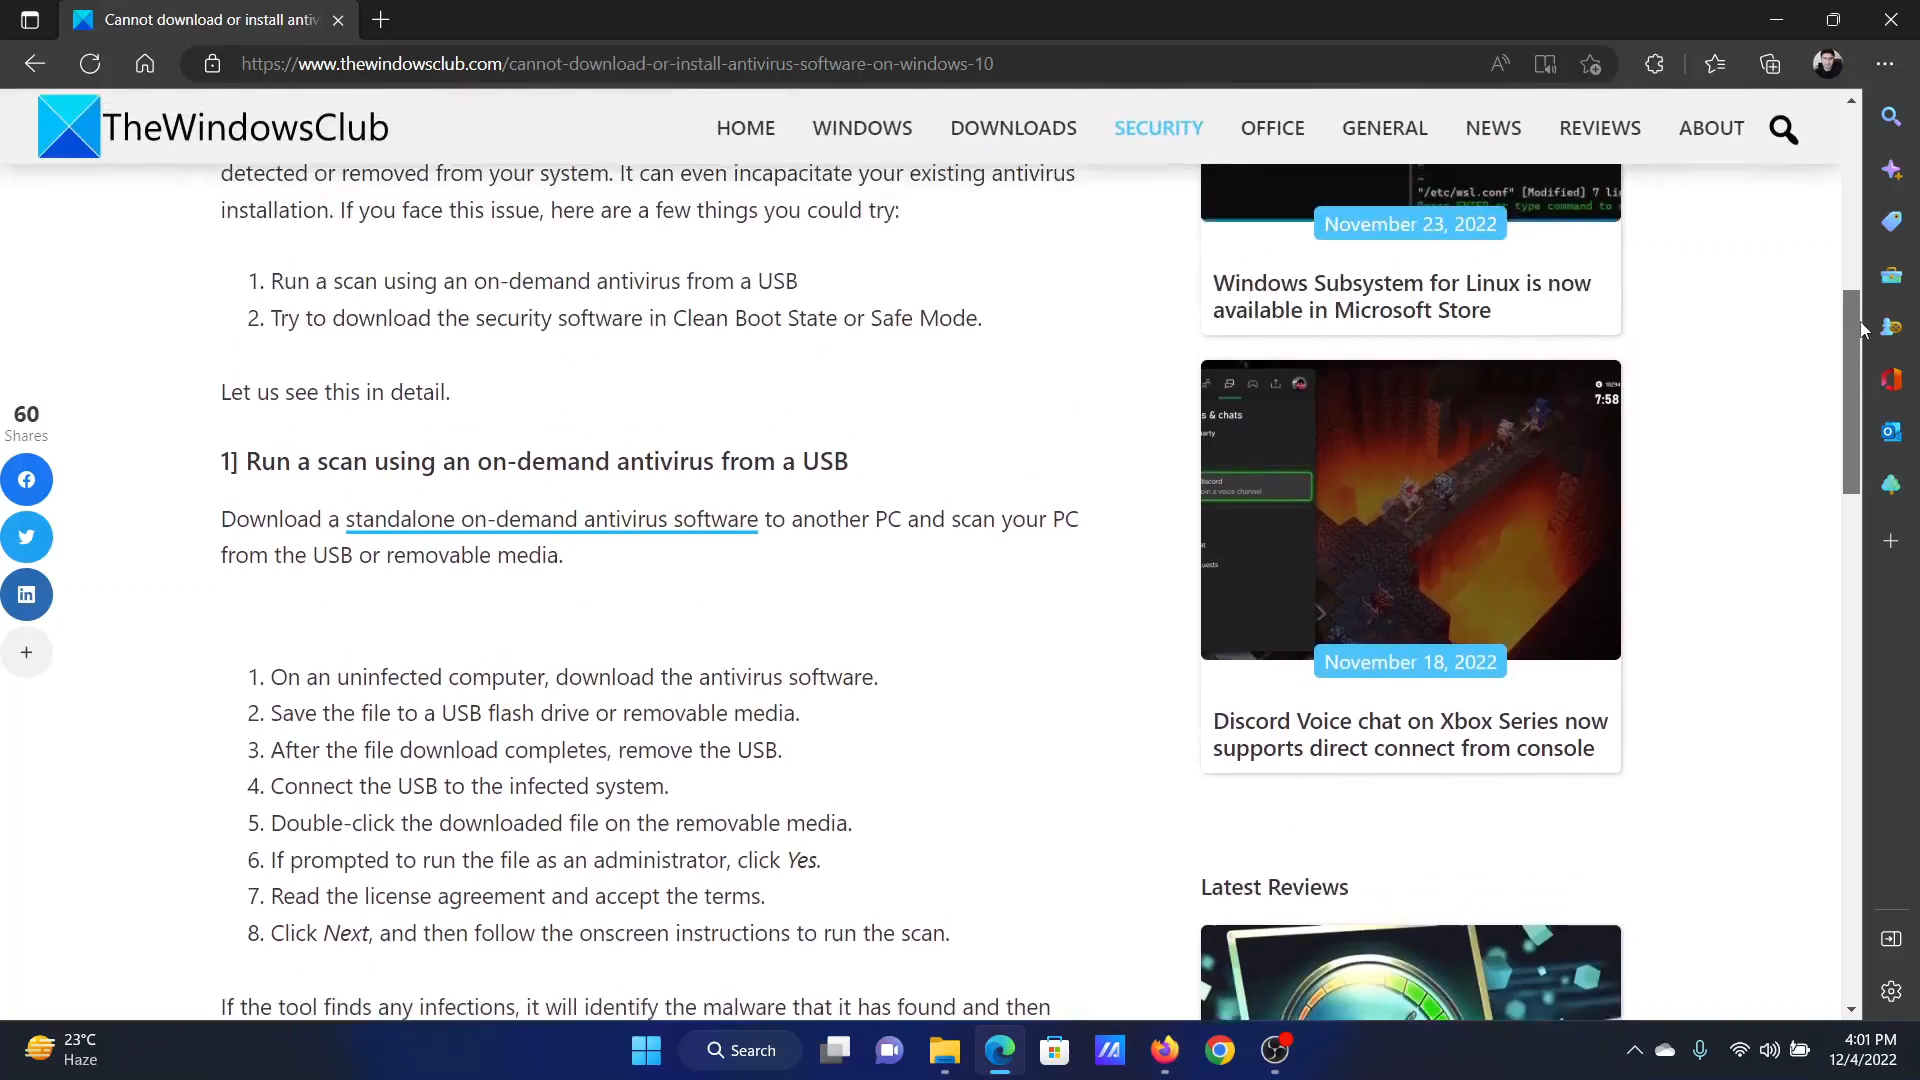 Cannot download or install antiv
https://www.thewindowsclub.com/cannot-download-or-install-antivirus-software-on-windows-10
TheWindowsClub
HOME WINDOWS DOWNLOADS SECURITY OFFICE GENERAL NEWS REVIEWS ABOUT
detected or removed from your system. It can even incapacitate your existing antivirus
installation. If you face this issue, here are a few things you could try:
1. Run a scan using an on-demand antivirus from a USB
2. Try to download the security software in Clean Boot State or Safe Mode.
Let us see this in detail.
60
Shares
1] Run a scan using an on-demand antivirus from a USB
Download a standalone on-demand antivirus software to another PC and scan your PC
from the USB or removable media.
1. On an uninfected computer, download the antivirus software.
2. Save the file to a USB flash drive or removable media.
3. After the file download completes, remove the USB.
4. Connect the USB to the infected system.
5. Double-click the downloaded file on the removable media.
6. If prompted to run the file as an administrator, click Yes.
7. Read the license agreement and accept the terms.
8. Click Next, and then follow the onscreen instructions to run the scan.
If the tool finds any infections, it will identify the malware that it has found and then
"/etc/wsl.conf" [Modified] 7 li
November 23, 2022
Windows Subsystem for Linux is now
available in Microsoft Store
7:58
s & chats
November 18, 2022
Discord Voice chat on Xbox Series now
supports direct connect from console
Latest Reviews
23°C
Haze
Search
4:01 PM
12/4/2022